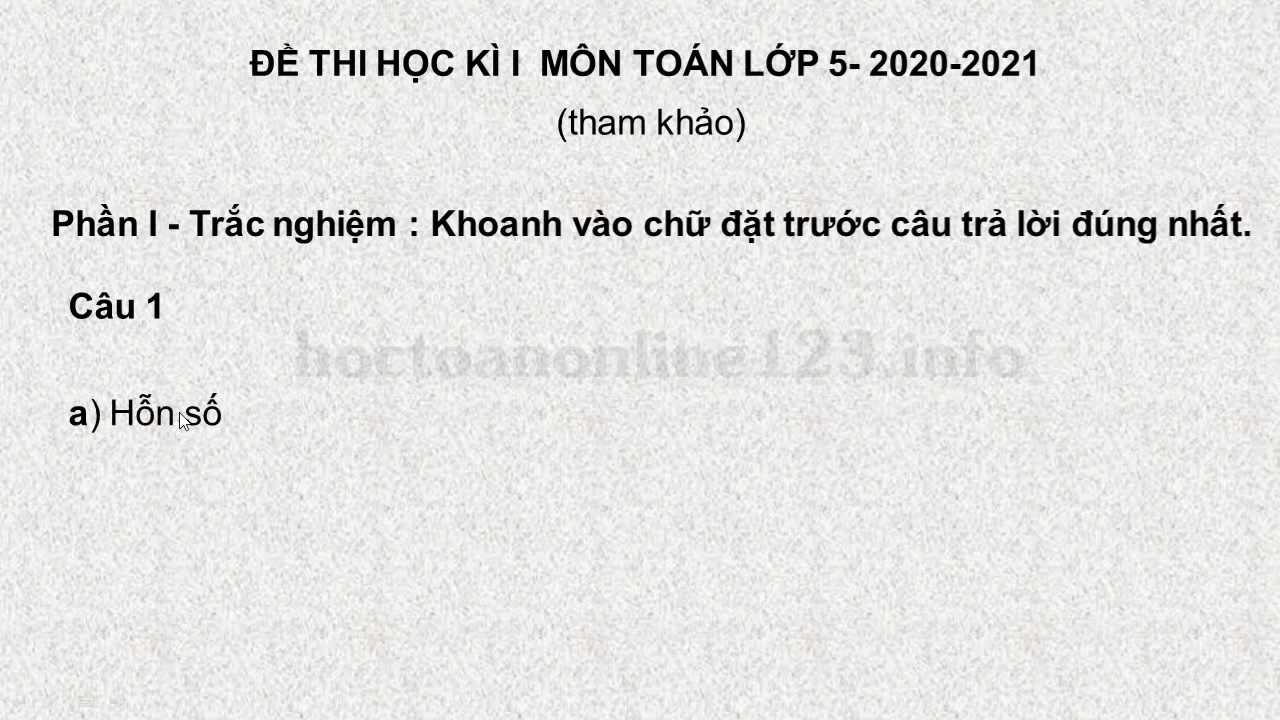 ĐỀ THI HỌC KÌ I MÔN TOÁN LỚP 5- 2020-2021
(tham khảo)
Phần I - Trắc nghiệm : Khoanh vào chữ đặt trước câu trả lời đúng nhất.
Câu 1
hoctoanonline123.info
a) Hỗn số